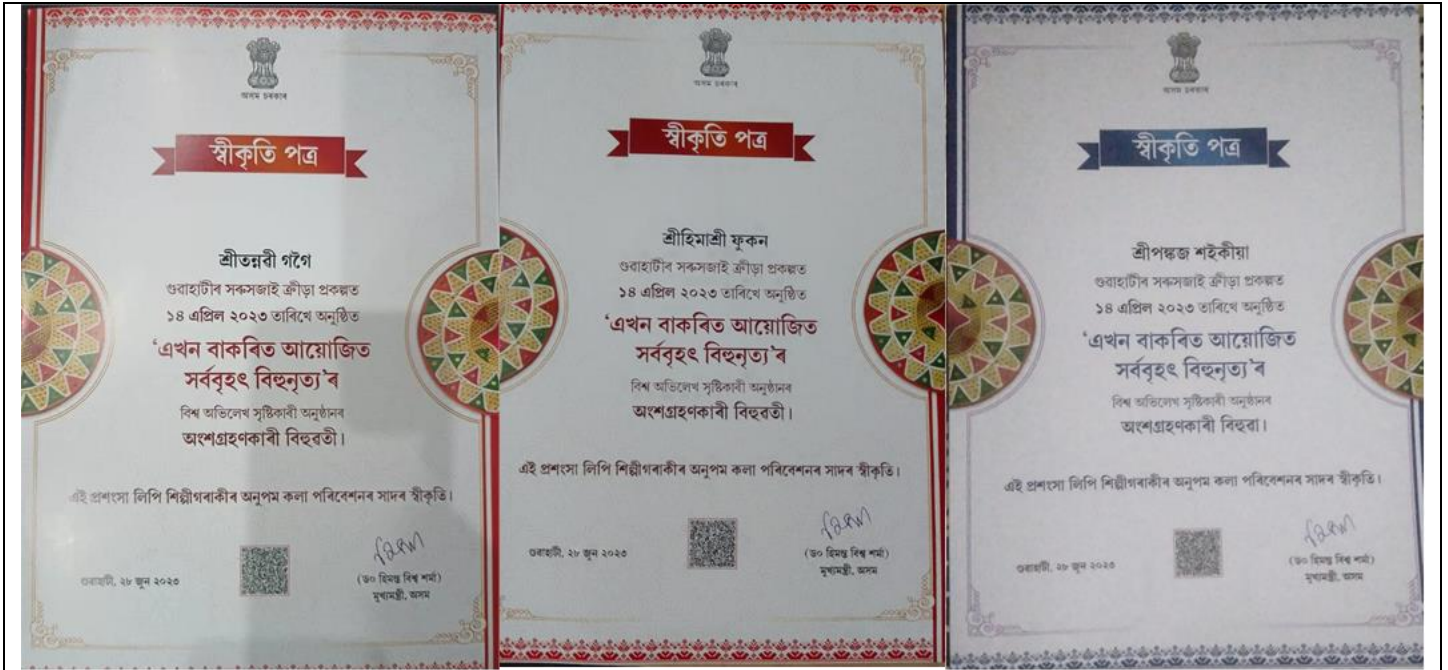 অসম চৰকাৰ
স্বীকৃতি পত্ৰ
শ্ৰীতন্নবী গগৈ
গুৱাহাটীৰ সৰুসজাই ক্ৰীড়া প্ৰকল্পত
১৪ এপ্ৰিল ২০২৩ তাৰিখে অনুষ্ঠিত
‘এখন বাকৰিত আয়োজিত
সৰ্ববৃহৎ বিহুনৃত্য’ৰ
বিশ্ব অভিলেখ সৃষ্টিকাৰী অনুষ্ঠানৰ
অংশগ্ৰহণকাৰী বিহুৱতী।
এই প্ৰশংসা লিপি শিল্পীগৰাকীৰ অনুপম কলা পৰিবেশনৰ সাদৰ স্বীকৃতি।
গুৱাহাটী, ২৮ জুন ২০২৩
(ড০ হিমন্ত বিশ্ব শৰ্মা)
মুখ্যমন্ত্ৰী, অসম
অসম চৰকাৰ
স্বীকৃতি পত্ৰ
শ্ৰীহিমাশ্ৰী ফুকন
গুৱাহাটীৰ সৰুসজাই ক্ৰীড়া প্ৰকল্পত
১৪ এপ্ৰিল ২০২৩ তাৰিখে অনুষ্ঠিত
‘এখন বাকৰিত আয়োজিত
সৰ্ববৃহৎ বিহুনৃত্য’ৰ
বিশ্ব অভিলেখ সৃষ্টিকাৰী অনুষ্ঠানৰ
অংশগ্ৰহণকাৰী বিহুৱতী।
এই প্ৰশংসা লিপি শিল্পীগৰাকীৰ অনুপম কলা পৰিবেশনৰ সাদৰ স্বীকৃতি।
গুৱাহাটী, ২৮ জুন ২০২৩
(ড০ হিমন্ত বিশ্ব শৰ্মা)
মুখ্যমন্ত্ৰী, অসম
অসম চৰকাৰ
স্বীকৃতি পত্ৰ
শ্ৰীপঙ্কজ শইকীয়া
গুৱাহাটীৰ সৰুসজাই ক্ৰীড়া প্ৰকল্পত
১৪ এপ্ৰিল ২০২৩ তাৰিখে অনুষ্ঠিত
‘এখন বাকৰিত আয়োজিত
সৰ্ববৃহৎ বিহুনৃত্য’ৰ
বিশ্ব অভিলেখ সৃষ্টিকাৰী অনুষ্ঠানৰ
অংশগ্ৰহণকাৰী বিহুৱা।
এই প্ৰশংসা লিপি শিল্পীগৰাকীৰ অনুপম কলা পৰিবেশনৰ সাদৰ স্বীকৃতি।
গুৱাহাটী, ২৮ জুন ২০২৩
(ড০ হিমন্ত বিশ্ব শৰ্মা)
মুখ্যমন্ত্ৰী, অসম